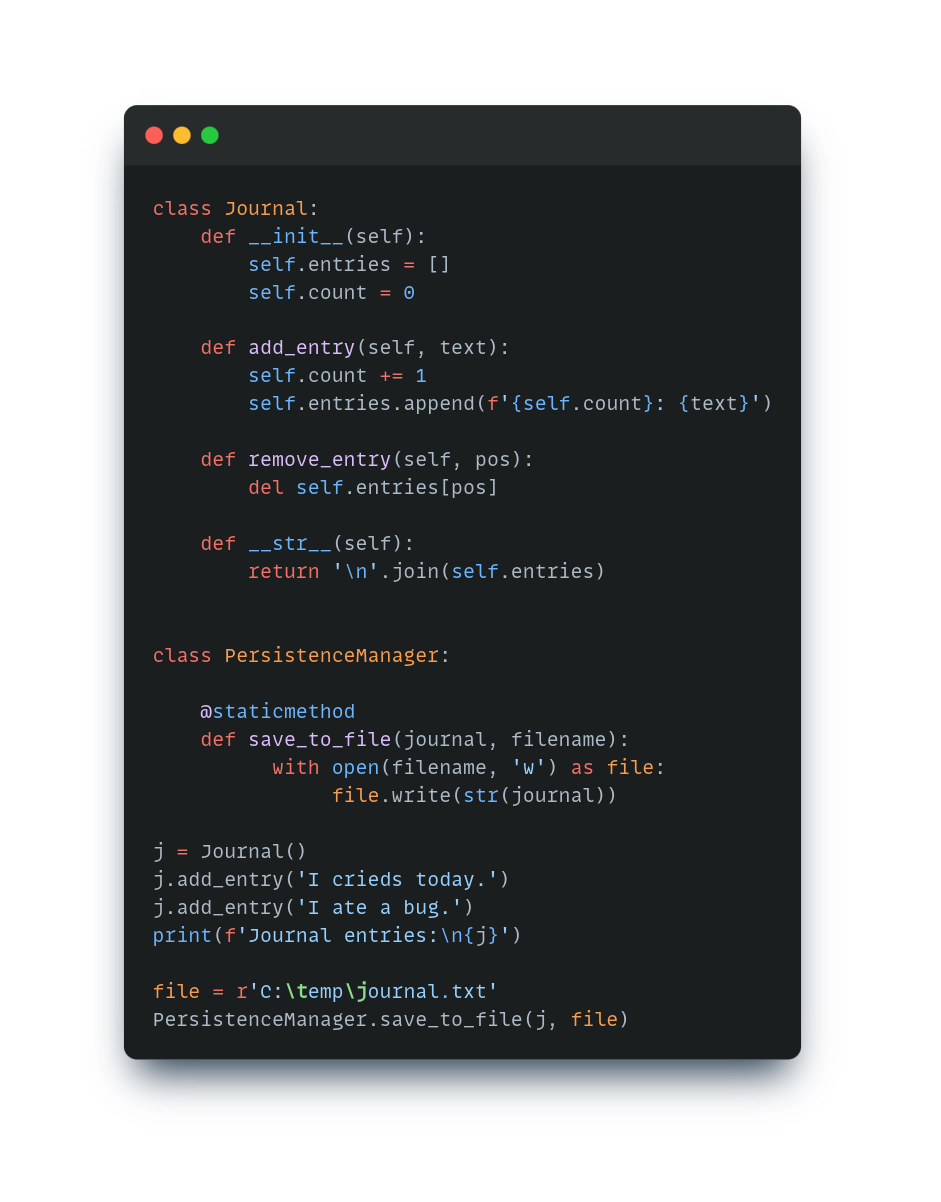 class Journal:
    def __init__(self):
        self.entries = []
        self.count = 0

    def add_entry(self, text):
        self.count += 1
        self.entries.append(f'{self.count}: {text}')

    def remove_entry(self, pos):
        del self.entries[pos]

    def __str__(self):
        return '\n'.join(self.entries)


class PersistenceManager:

    @staticmethod
    def save_to_file(journal, filename):
          with open(filename, 'w') as file:
               file.write(str(journal))

j = Journal()
j.add_entry('I crieds today.')
j.add_entry('I ate a bug.')
print(f'Journal entries:\n{j}')

file = r'C:\temp\journal.txt'
PersistenceManager.save_to_file(j, file)